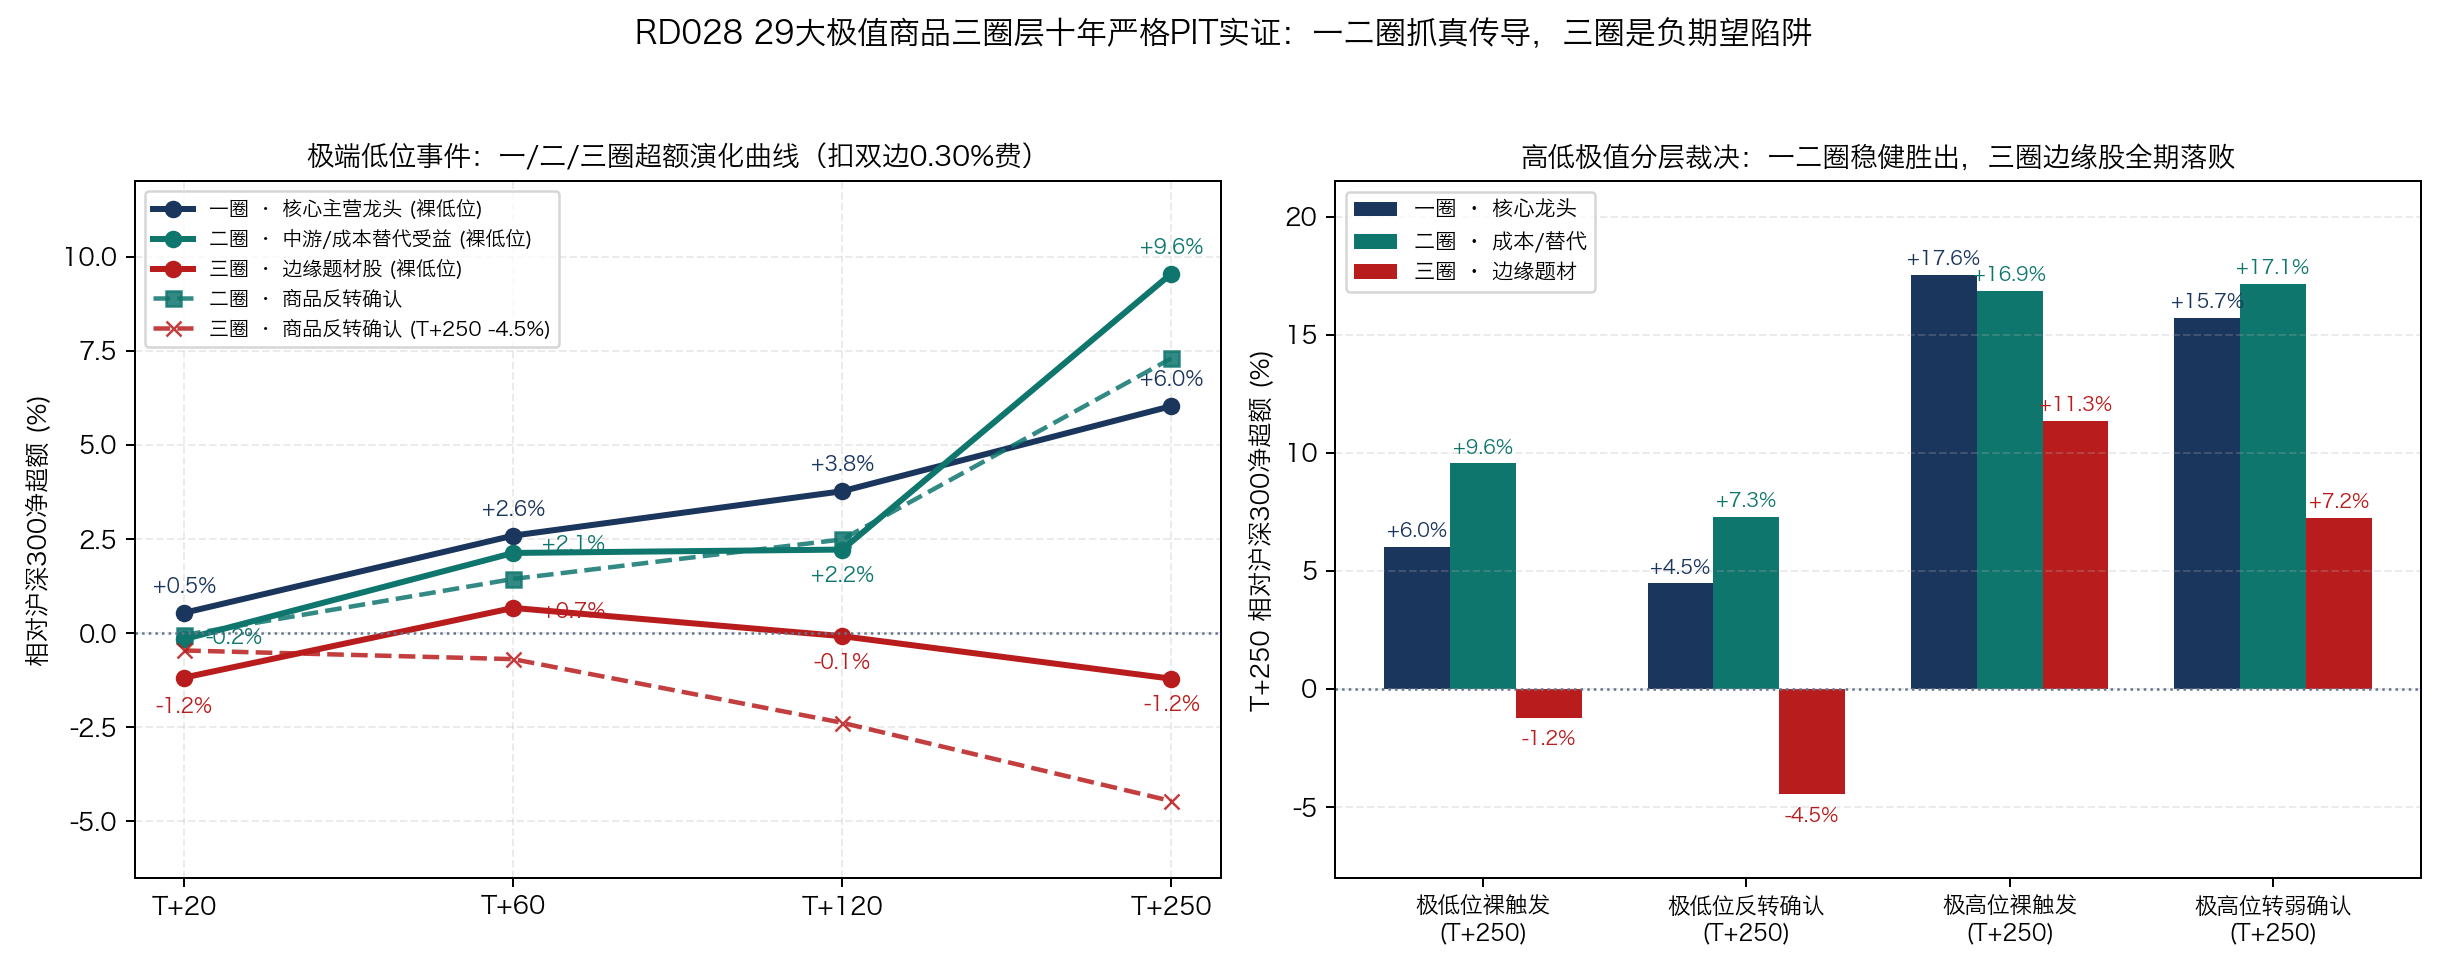 RD028 29大极值商品三圈层十年严格PIT实证：一二圈抓真传导，三圈是负期望陷阱
极端低位事件：一/二/三圈超额演化曲线（扣双边0.30%费）
相对沪深300净超额 (%)
一圈 · 核心主营龙头 (裸低位)
二圈 · 中游/成本替代受益 (裸低位)
三圈 · 边缘题材股 (裸低位)
二圈 · 商品反转确认
三圈 · 商品反转确认 (T+250 -4.5%)
10.0
7.5
5.0
2.5
0.0
-2.5
-5.0
+0.5%
-0.2%
-1.2%
+2.6%
+2.1%
+0.7%
+3.8%
+2.2%
-0.1%
+9.6%
+6.0%
-1.2%
T+20
T+60
T+120
T+250
高低极值分层裁决：一二圈稳健胜出，三圈边缘股全期落败
T+250 相对沪深300净超额 (%)
一圈 · 核心龙头
二圈 · 成本/替代
三圈 · 边缘题材
20
15
10
5
0
-5
+6.0%
+9.6%
-1.2%
+4.5%
+7.3%
-4.5%
+17.6%
+16.9%
+11.3%
+15.7%
+17.1%
+7.2%
极低位裸触发
(T+250)
极低位反转确认
(T+250)
极高位裸触发
(T+250)
极高位转弱确认
(T+250)